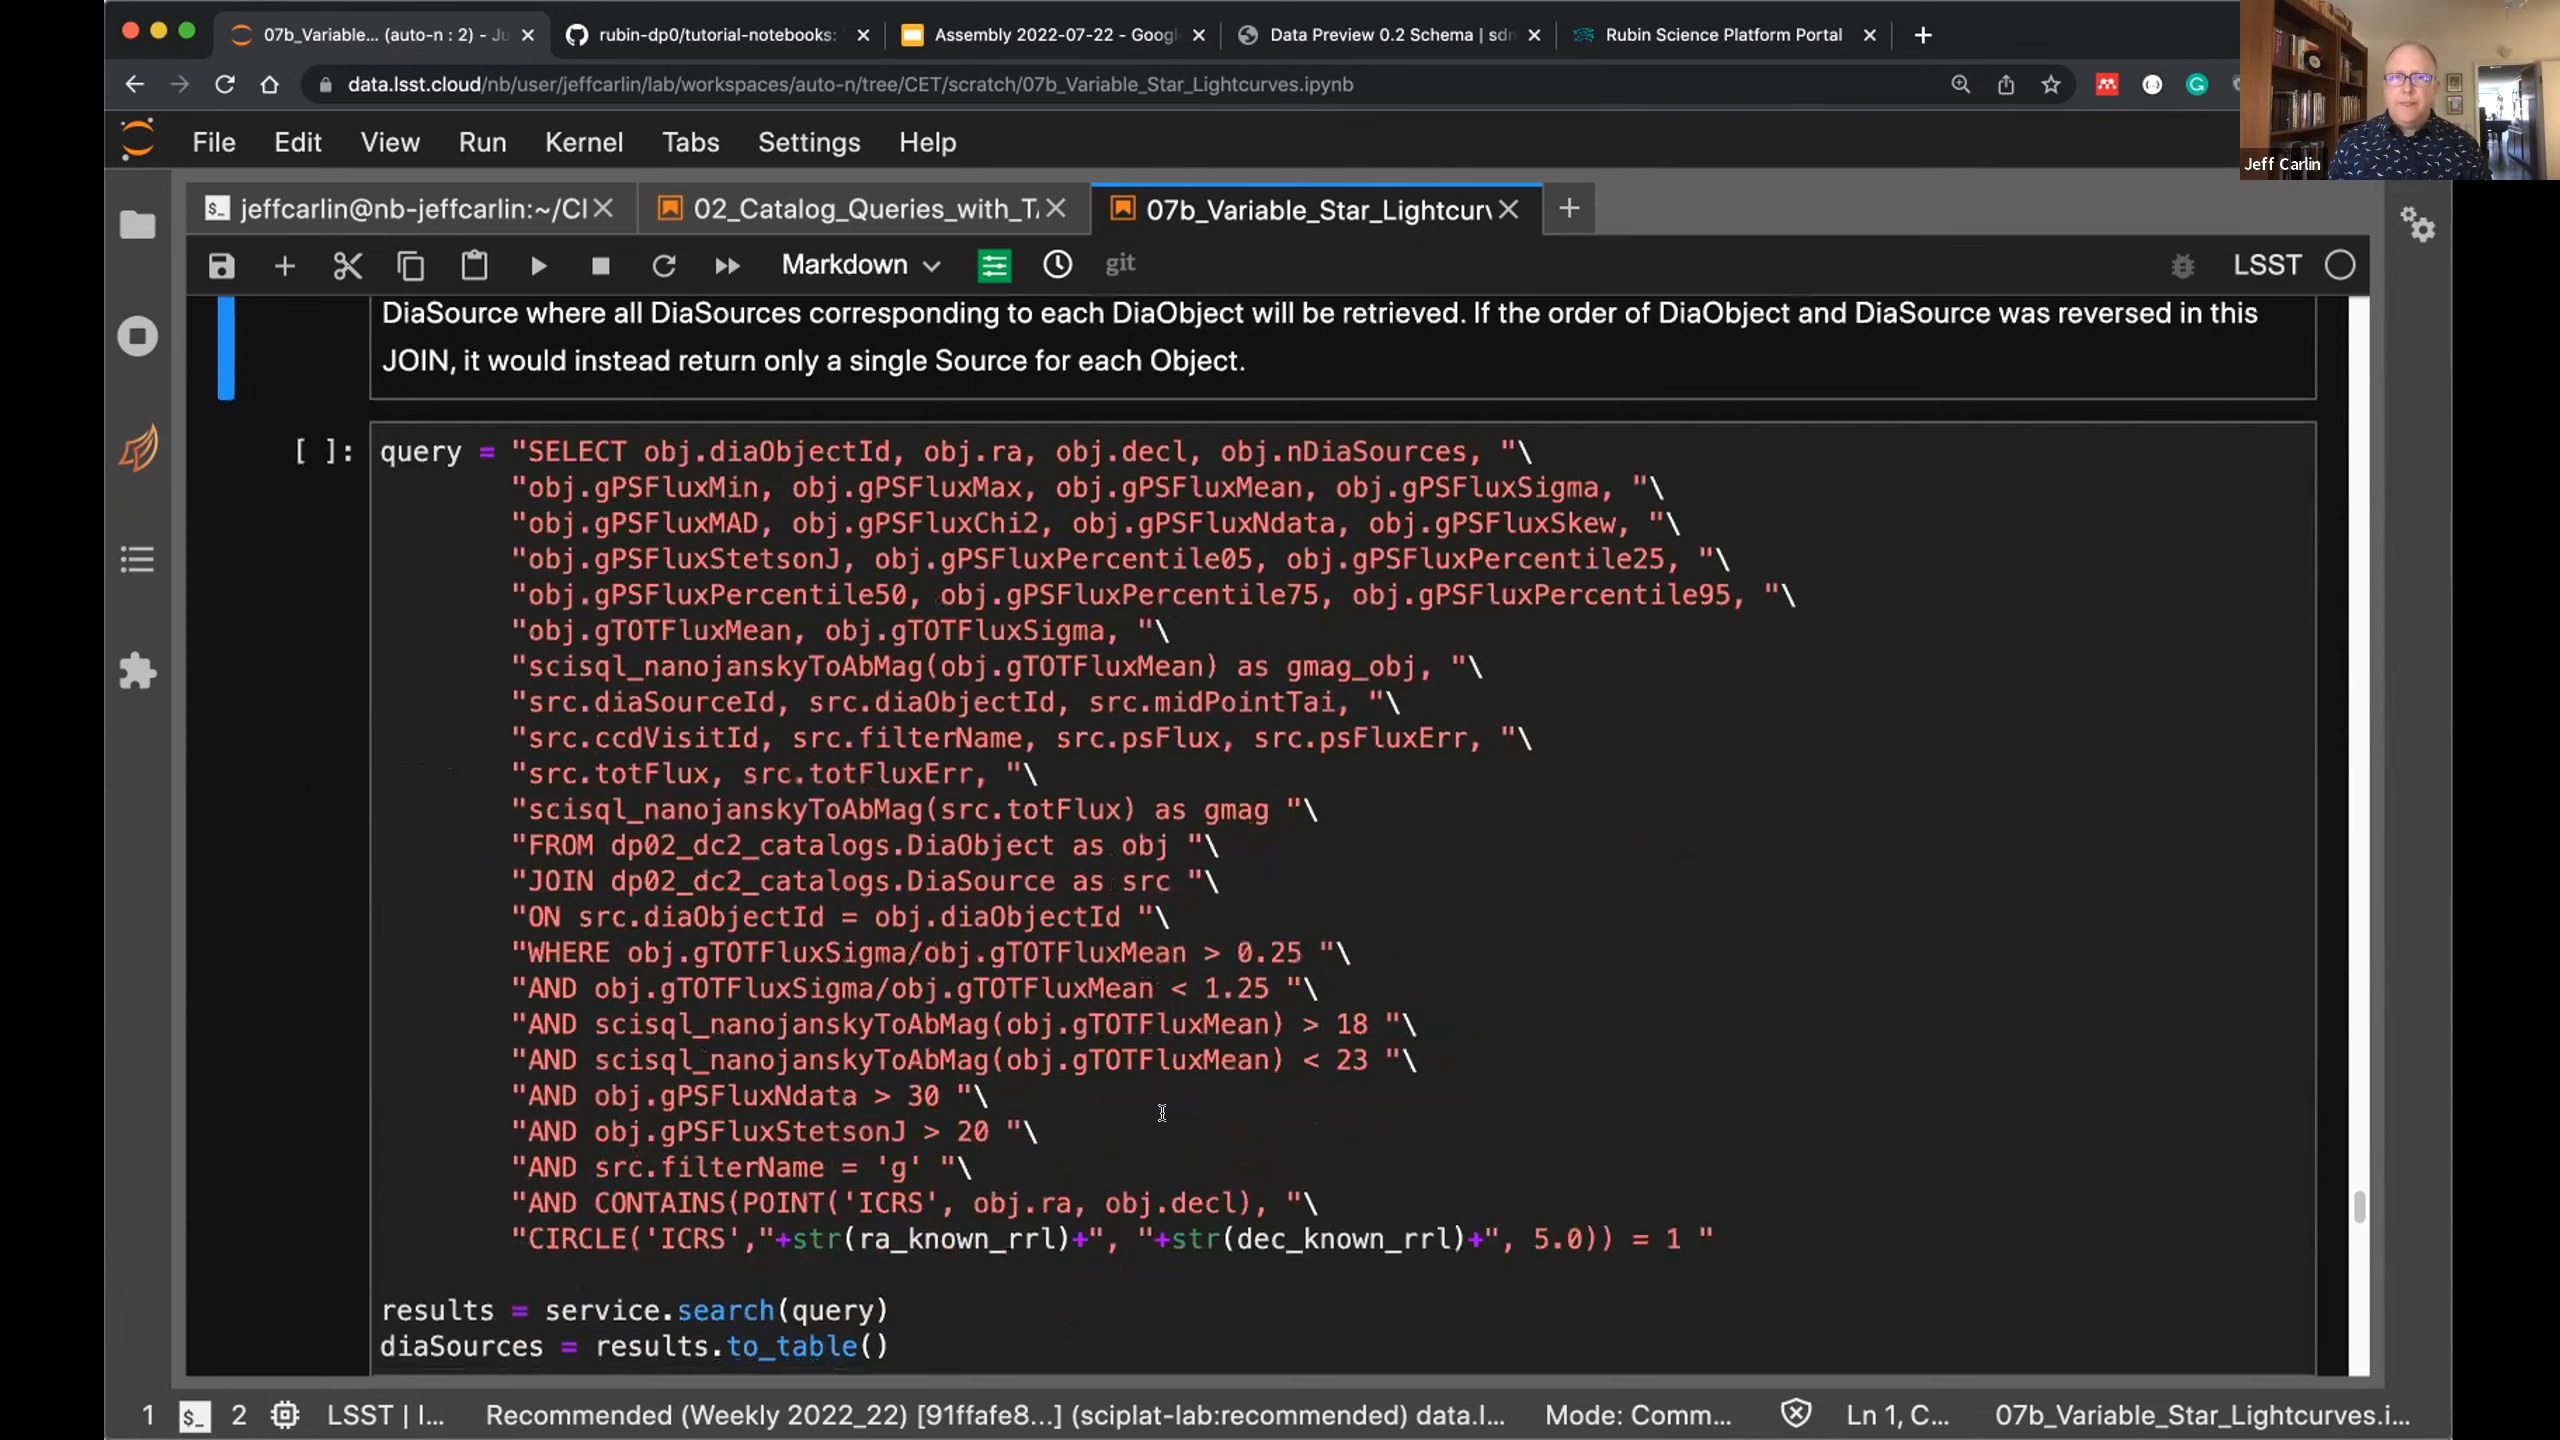 07b_Variable... (auto-n : 2) - Ju
rubin-dp0/tutorial-notebooks:
Assembly 2022-07-22 - Googl
Data Preview 0.2 Schema | sdm
Rubin Science Platform Portal
data.lsst.cloud/nb/user/jeffcarlin/lab/workspaces/auto-n/tree/CET/scratch/07b_Variable_Star_Lightcurves.ipynb
Jeff Carlin
File Edit View Run Kernel Tabs Settings Help
jeffcarlin@nb-jeffcarlin:~/CI
02_Catalog_Queries_with_T
07b_Variable_Star_Lightcurv
Markdown
git
LSST
DiaSource where all DiaSources corresponding to each DiaObject will be retrieved. If the order of DiaObject and DiaSource was reversed in this
JOIN, it would instead return only a single Source for each Object.
[ ]: query = "SELECT obj.diaObjectId, obj.ra, obj.decl, obj.nDiaSources, "\
"obj.gPSFluxMin, obj.gPSFluxMax, obj.gPSFluxMean, obj.gPSFluxSigma, "\
"obj.gPSFluxMAD, obj.gPSFluxChi2, obj.gPSFluxNdata, obj.gPSFluxSkew, "\
"obj.gPSFluxStetsonJ, obj.gPSFluxPercentile05, obj.gPSFluxPercentile25, "\
"obj.gPSFluxPercentile50, obj.gPSFluxPercentile75, obj.gPSFluxPercentile95, "\
"obj.gTOTFluxMean, obj.gTOTFluxSigma, "\
"scisql_nanojanskyToAbMag(obj.gTOTFluxMean) as gmag_obj, "\
"src.diaSourceId, src.diaObjectId, src.midPointTai, "\
"src.ccdVisitId, src.filterName, src.psFlux, src.psFluxErr, "\
"src.totFlux, src.totFluxErr, "\
"scisql_nanojanskyToAbMag(src.totFlux) as gmag "\
"FROM dp02_dc2_catalogs.DiaObject as obj "\
"JOIN dp02_dc2_catalogs.DiaSource as src "\
"ON src.diaObjectId = obj.diaObjectId "\
"WHERE obj.gTOTFluxSigma/obj.gTOTFluxMean > 0.25 "\
"AND obj.gTOTFluxSigma/obj.gTOTFluxMean < 1.25 "\
"AND scisql_nanojanskyToAbMag(obj.gTOTFluxMean) > 18 "\
"AND scisql_nanojanskyToAbMag(obj.gTOTFluxMean) < 23 "\
"AND obj.gPSFluxNdata > 30 "\
"AND obj.gPSFluxStetsonJ > 20 "\
"AND src.filterName = 'g' "\
"AND CONTAINS(POINT('ICRS', obj.ra, obj.decl), "\
"CIRCLE('ICRS',"+str(ra_known_rrl)+", "+str(dec_known_rrl)+", 5.0)) = 1 "
results = service.search(query)
diaSources = results.to_table()
1 $_ 2 LSST | I... Recommended (Weekly 2022_22) [91ffafe8...] (sciplat-lab:recommended) data.l... Mode: Comm... Ln 1, C... 07b_Variable_Star_Lightcurves.i...